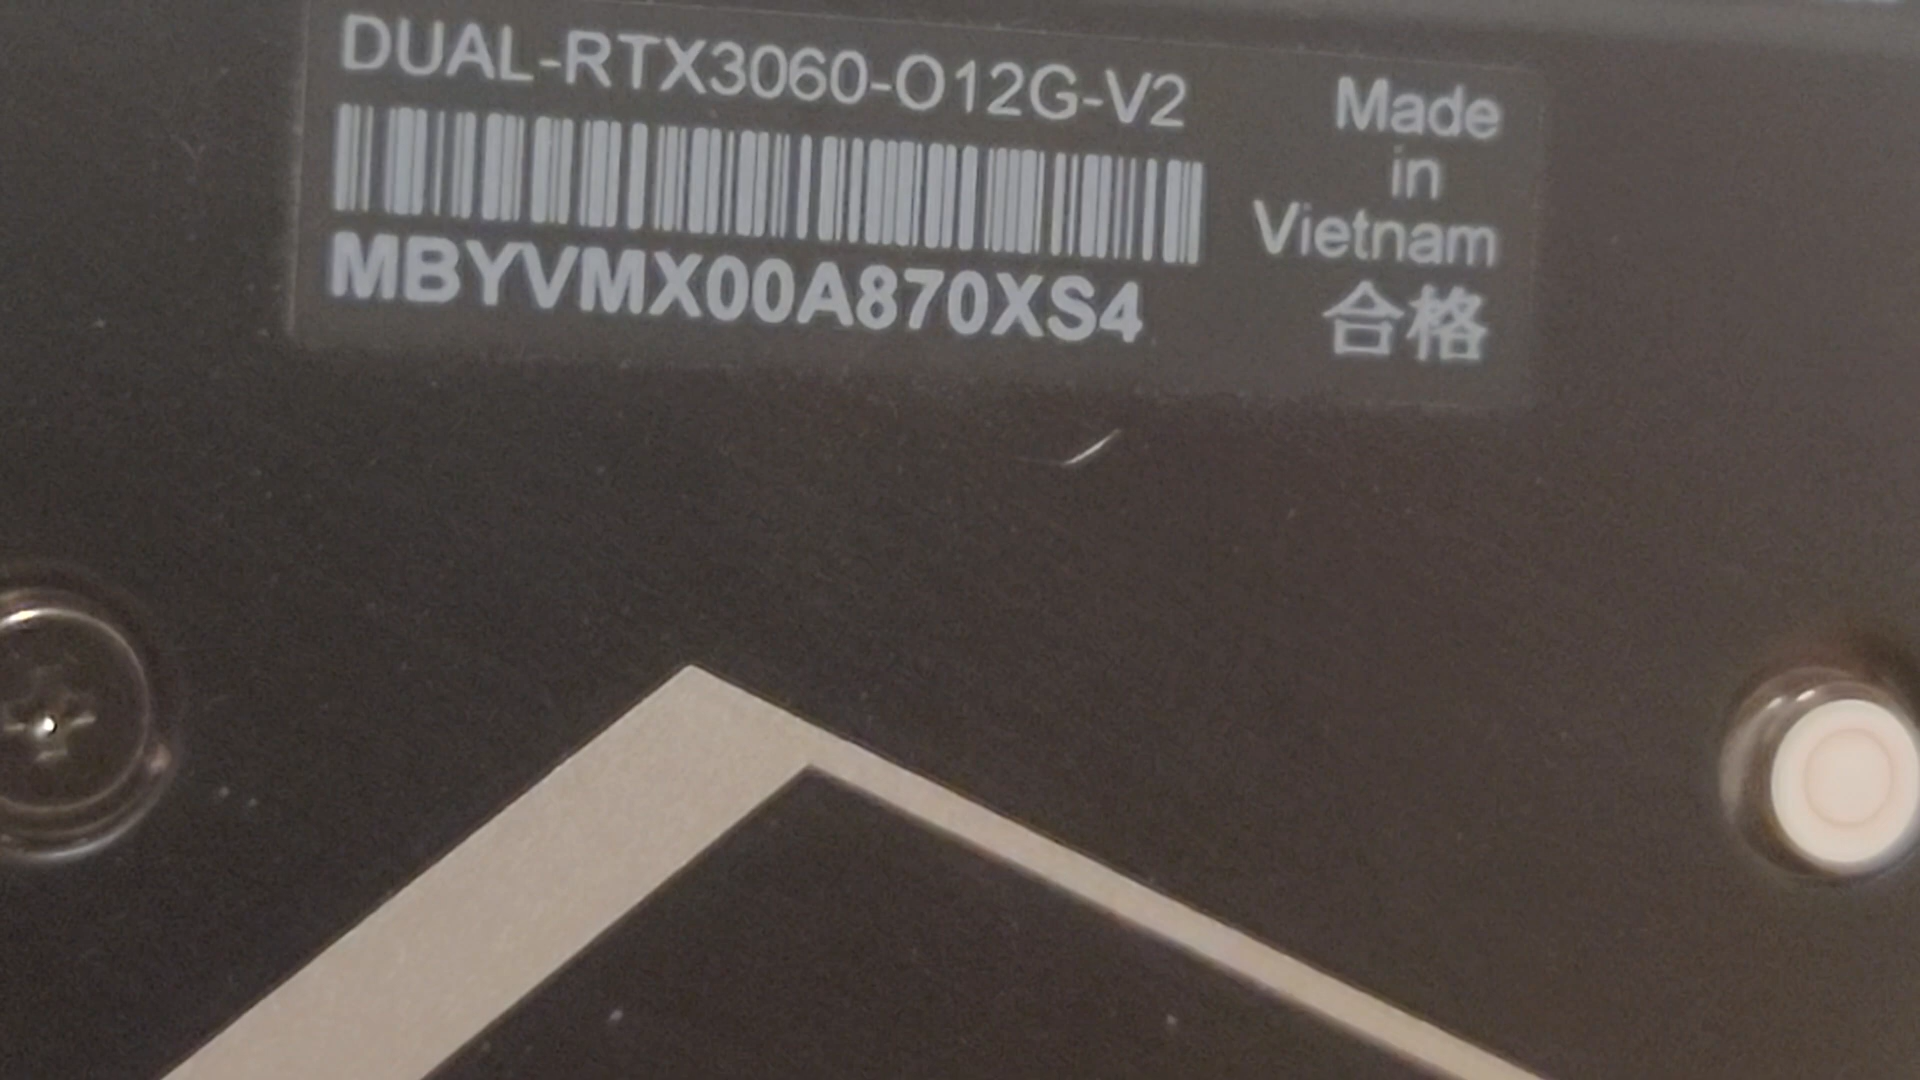 DUAL-RTX3060-O12G-V2
MBYVMX00A870XS4
Made
in
Vietnam
合格